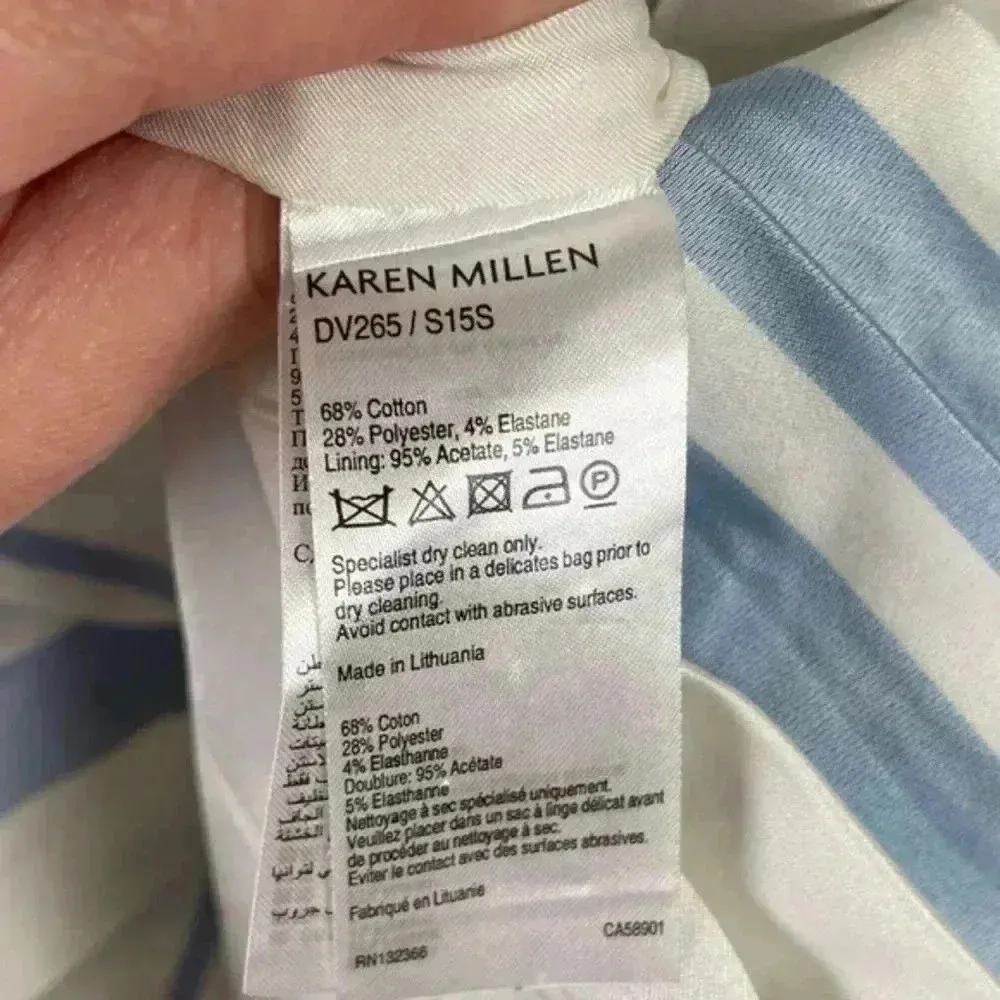 KAREN MILLEN
DV265 / S15S
68% Cotton
28% Polyester, 4% Elastane
Lining: 95% Acetate, 5% Elastane
P
Specialist dry clean only.
Please place in a delicates bag prior to
dry cleaning.
Avoid contact with abrasive surfaces.
Made in Lithuania
68% Coton
28% Polyester
4% Elasthanne
Doublure: 95% Acétate
5% Elasthanne
Nettoyage à sec spécialisé uniquement.
Veuillez placer dans un sac à linge délicat avant
de procéder au nettoyage à sec.
Eviter le contact avec des surfaces abrasives.
Fabriqué en Lituanie
CA58901
RN132366